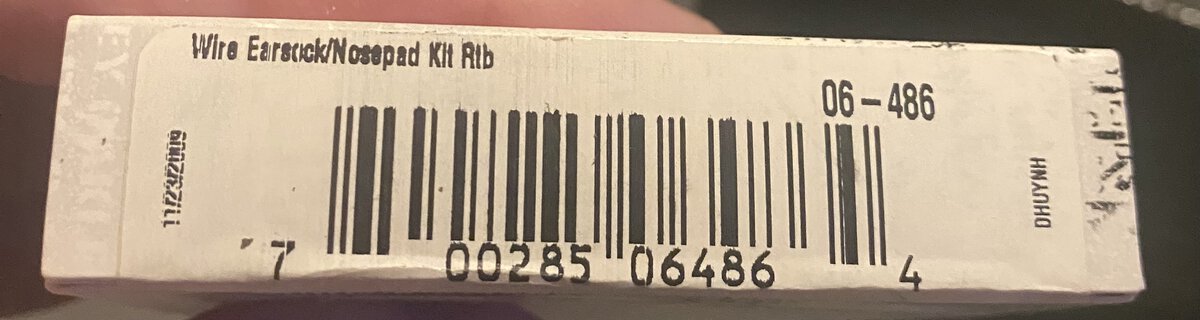 Wire Earsock/Nosepad Kit Rtb
06-486
11/23/2009
DHUYNH
7 00285 06486 4